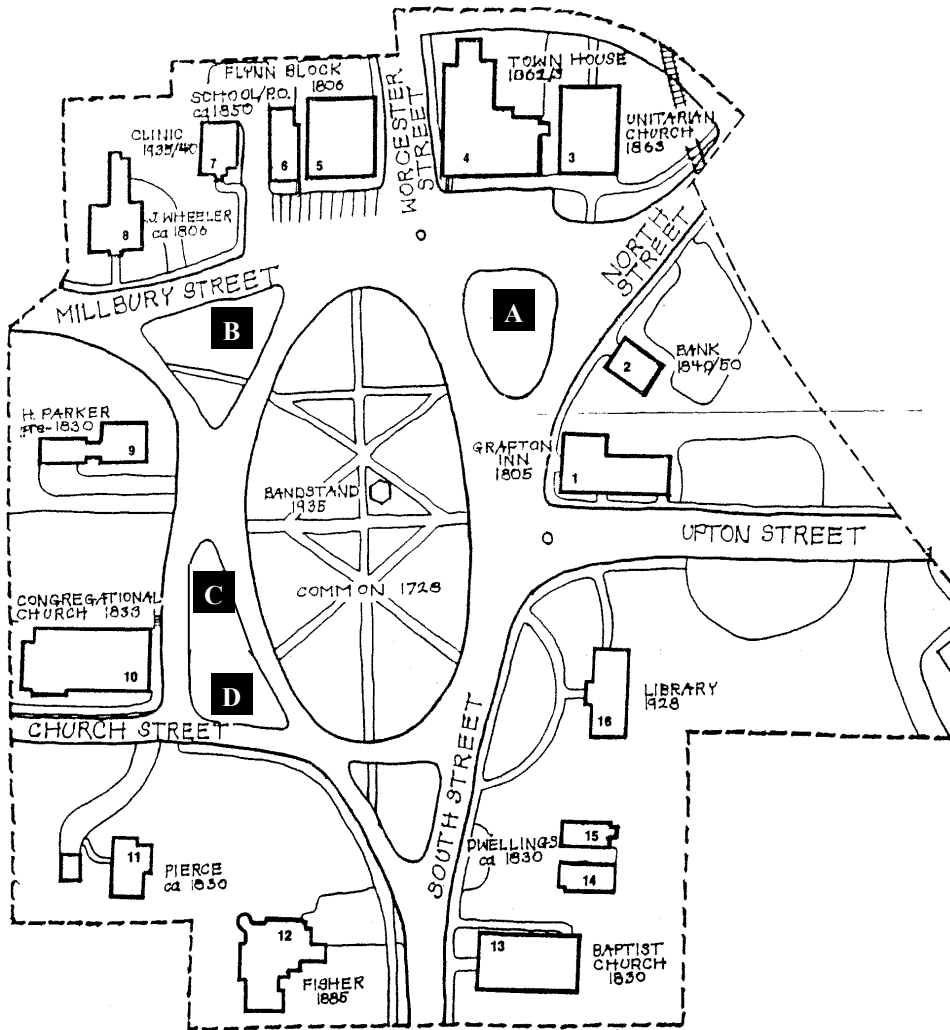 FLYNN BLOCK
1806
SCHOOL/P.O.
ca 1850
CLINIC
1935/40
7
6
5
WORCESTER
STREET
TOWN HOUSE
1862/3
4
3
UNITARIAN
CHURCH
1863
8
J. WHEELER
ca 1806
MILLBURY STREET
NORTH
STREET
A
B
2
BANK
1840/50
H. PARKER
pre-1830
9
GRAFTON
INN
1805
1
BANDSTAND
1935
UPTON STREET
COMMON 1728
C
CONGREGATIONAL
CHURCH 1833
10
D
CHURCH STREET
LIBRARY
1928
16
SOUTH STREET
11
PIERCE
ca 1830
DWELLINGS
ca 1830
15
14
12
FISHER
1885
13
BAPTIST
CHURCH
1830